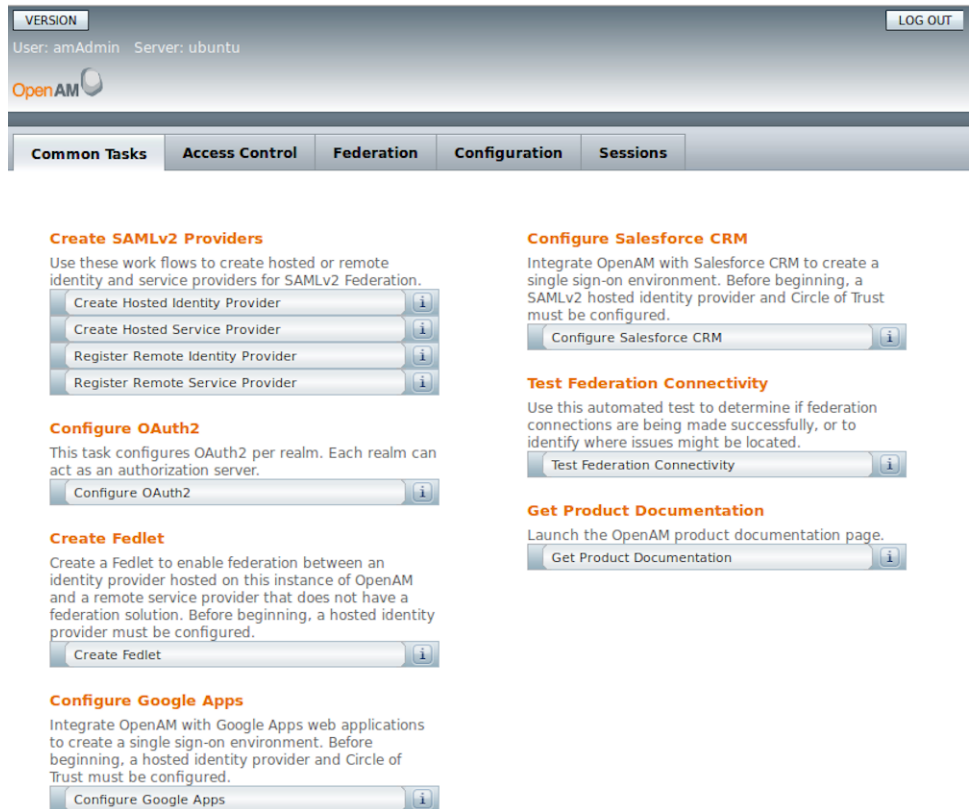 VERSION
LOG OUT
User: amAdmin Server: ubuntu
OpenAM
Common Tasks
Access Control
Federation
Configuration
Sessions
Create SAMLv2 Providers
Use these work flows to create hosted or remote
identity and service providers for SAMLv2 Federation.
Create Hosted Identity Provider
i
Create Hosted Service Provider
i
Register Remote Identity Provider
i
Register Remote Service Provider
i
Configure OAuth2
This task configures OAuth2 per realm. Each realm can
act as an authorization server.
Configure OAuth2
i
Create Fedlet
Create a Fedlet to enable federation between an
identity provider hosted on this instance of OpenAM
and a remote service provider that does not have a
federation solution. Before beginning, a hosted identity
provider must be configured.
Create Fedlet
i
Configure Google Apps
Integrate OpenAM with Google Apps web applications
to create a single sign-on environment. Before
beginning, a hosted identity provider and Circle of
Trust must be configured.
Configure Google Apps
i
Configure Salesforce CRM
Integrate OpenAM with Salesforce CRM to create a
single sign-on environment. Before beginning, a
SAMLv2 hosted identity provider and Circle of Trust
must be configured.
Configure Salesforce CRM
i
Test Federation Connectivity
Use this automated test to determine if federation
connections are being made successfully, or to
identify where issues might be located.
Test Federation Connectivity
i
Get Product Documentation
Launch the OpenAM product documentation page.
Get Product Documentation
i